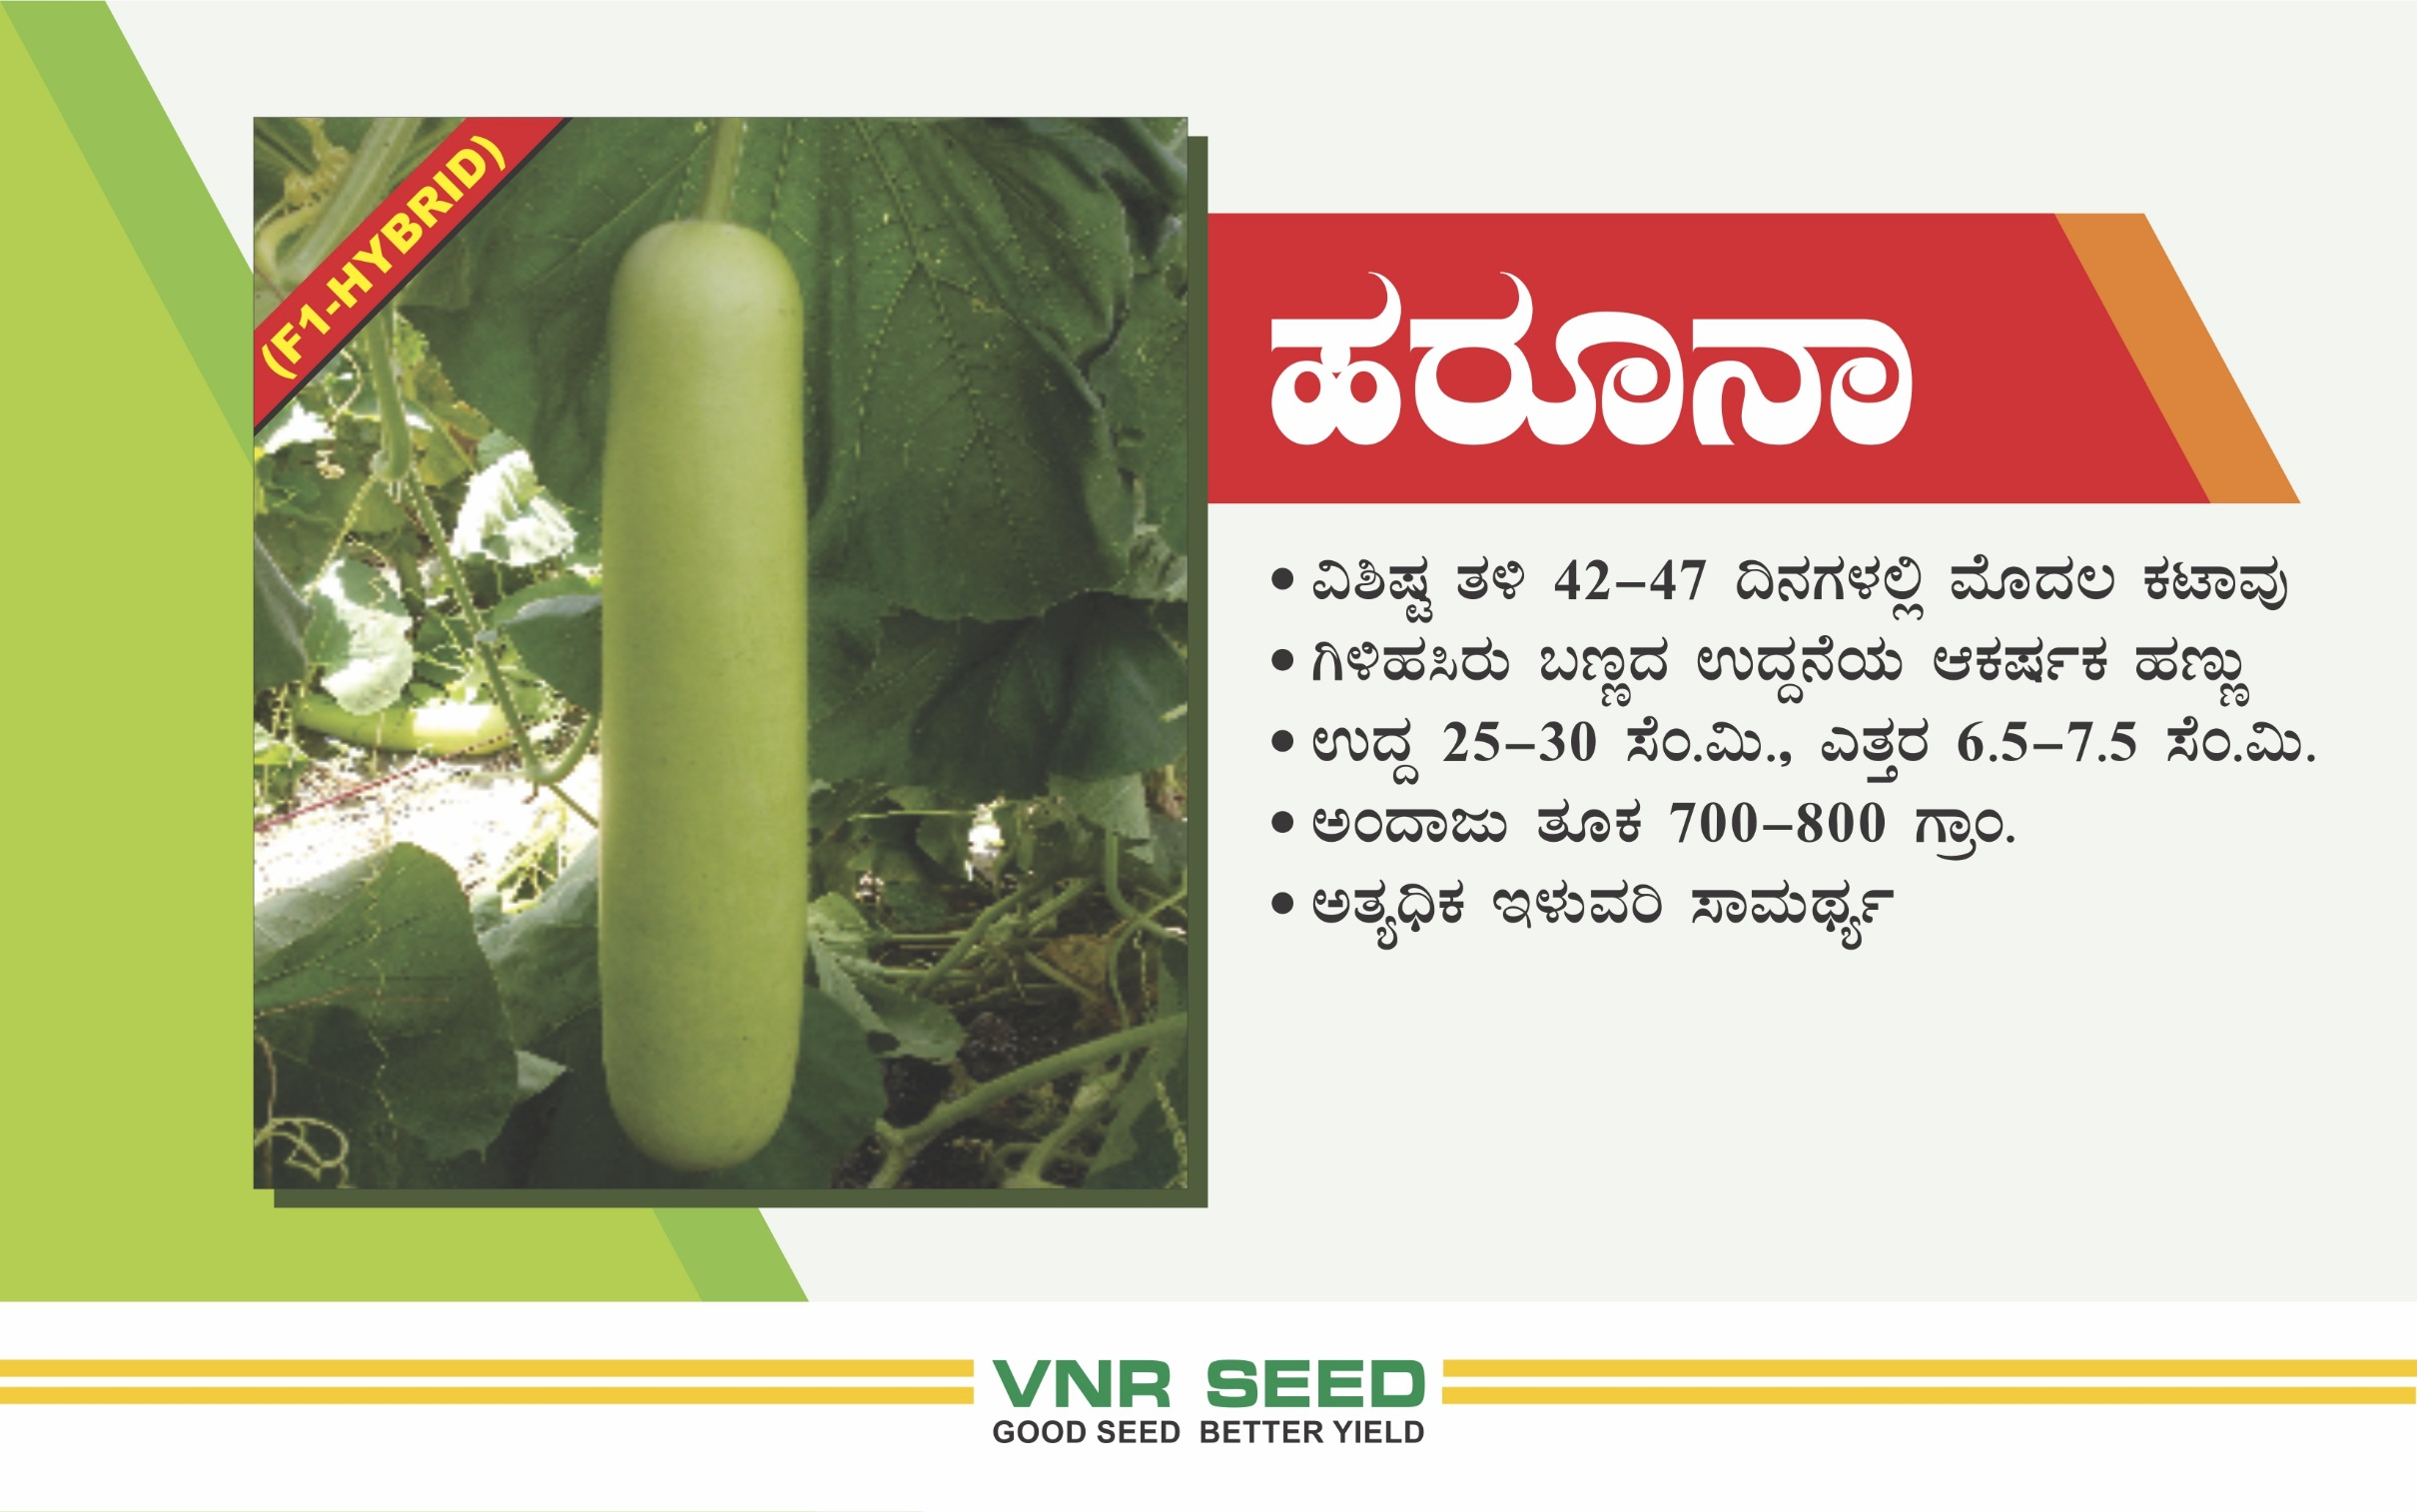 (F1-HYBRID))
ಹರೂನಾ
• ವಿಶಿಷ್ಟ ತಳಿ 42–47 ದಿನಗಳಲ್ಲಿ ಮೊದಲ ಕಟಾವು
• ಗಿಳಿಹಸಿರು ಬಣ್ಣದ ಉದ್ದನೆಯ ಆಕರ್ಷಕ ಹಣ್ಣು
• ಉದ್ದ 25–30 ಸೆಂ.ಮಿ., ಎತ್ತರ 6.5–7.5 ಸೆಂ.ಮಿ.
• ಅಂದಾಜು ತೂಕ 700–800 ಗ್ರಾಂ.
• ಅತ್ಯಧಿಕ ಇಳುವರಿ ಸಾಮರ್ಥ್ಯ
VNR SEED
GOOD SEED BETTER YIELD